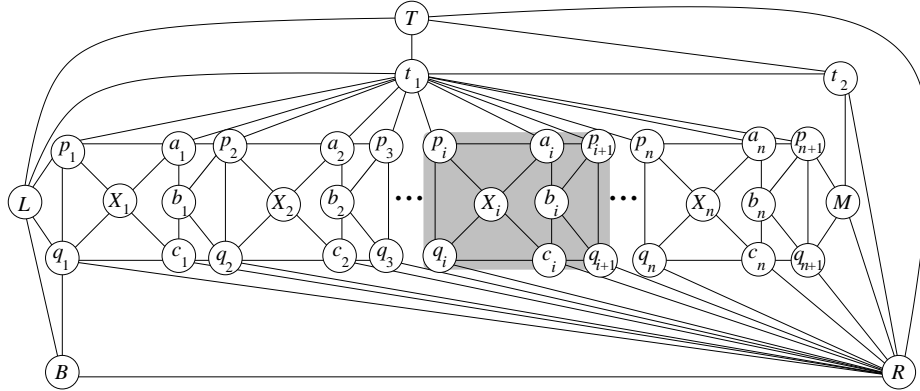 T
t1 t2
p1 a1 p2 a2 p3 pi ai pi+1 pn an pn+1
L X1 b1 X2 b2 ... Xi bi ... Xn bn M
q1 c1 q2 c2 q3 qi ci qi+1 qn cn qn+1
B R